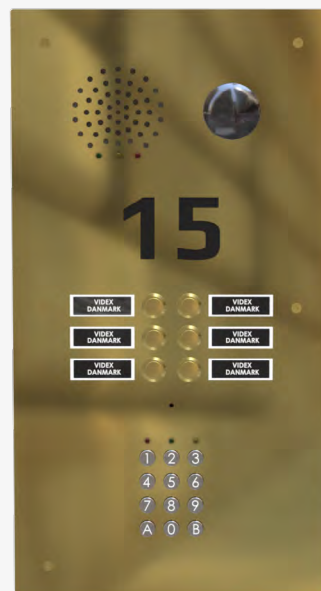 15
VIDEX
DANMARK
VIDEX
DANMARK
VIDEX
DANMARK
VIDEX
DANMARK
VIDEX
DANMARK
VIDEX
DANMARK
1 2 3
4 5 6
7 8 9
A 0 B